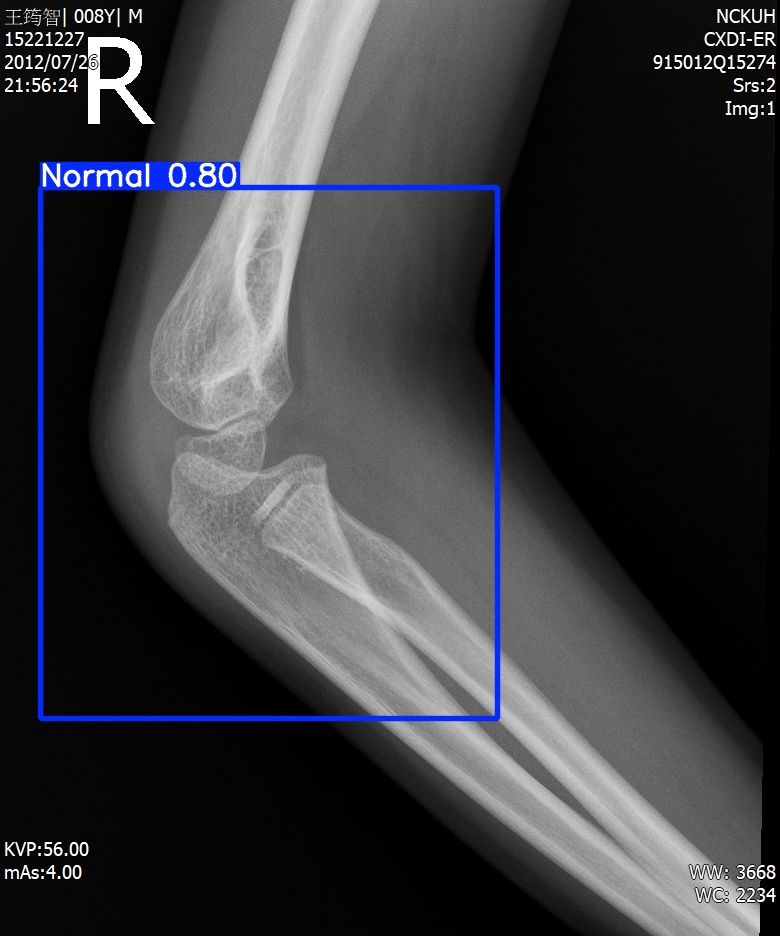 王筠智| 008Y| M
15221227
2012/07/26
21:56:24
R
NCKUH
CXDI-ER
915012Q15274
Srs:2
Img:1
Normal 0.80
KVP:56.00
mAs:4.00
WW: 3668
WC: 2234